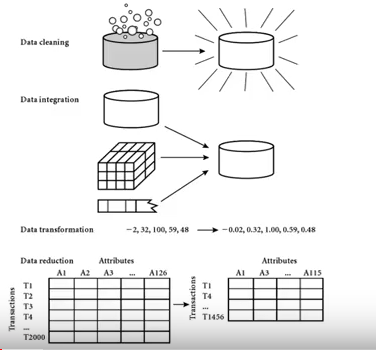 Data cleaning
Data integration
Data transformation −2, 32, 100, 59, 48 −0.02, 0.32, 1.00, 0.59, 0.48
Data reduction Attributes Attributes
A1 A2 A3 ... A126 A1 A3 ... A115
Transactions
T1
T2
T3
T4
...
T2000
Transactions
T1
T4
...
T1456